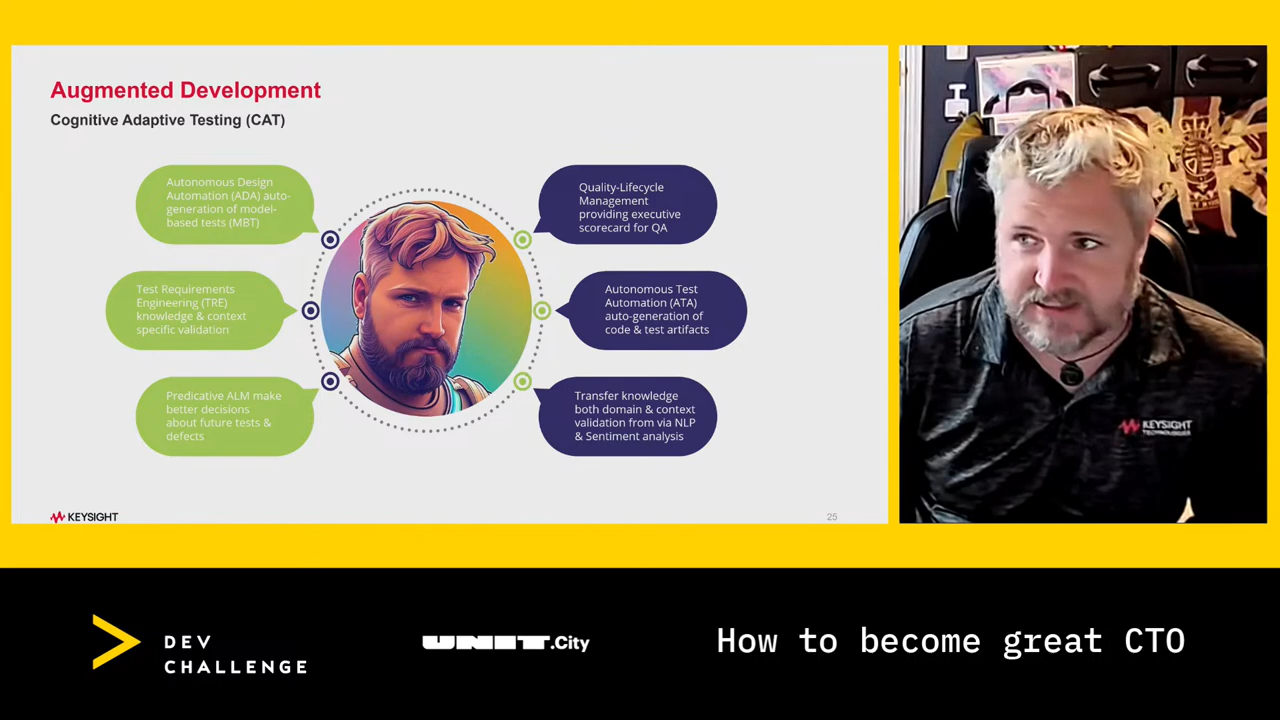 Augmented Development
Cognitive Adaptive Testing (CAT)
Autonomous Design
Automation (ADA) auto-
generation of model-
based tests (MBT)
Test Requirements
Engineering (TRE)
knowledge & context
specific validation
Predicative ALM make
better decisions
about future tests &
defects
Quality-Lifecycle
Management
providing executive
scorecard for QA
Autonomous Test
Automation (ATA)
auto-generation of
code & test artifacts
Transfer knowledge
both domain & context
validation from via NLP
& Sentiment analysis
KEYSIGHT
25
KEYSIGHT
TECHNOLOGIES
DEV
CHALLENGE
UNIT.City
How to become great CTO